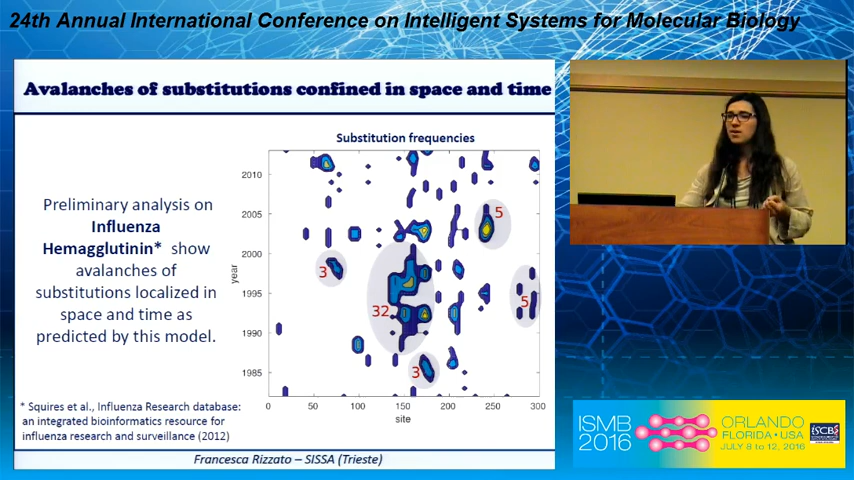 24th Annual International Conference on Intelligent Systems for Molecular Biology
Avalanches of substitutions confined in space and time
Preliminary analysis on
Influenza
Hemagglutinin* show
avalanches of
substitutions localized in
space and time as
predicted by this model.
Substitution frequencies
2010
2005
2000
1995
1990
1985
year
5
3
32
5
3
0 50 100 150 200 250 300
site
* Squires et al., Influenza Research database:
an integrated bioinformatics resource for
influenza research and surveillance (2012)
Francesca Rizzato – SISSA (Trieste)
ISMB
2016
ORLANDO
FLORIDA • USA
JULY 8 to 12, 2016
ISCB